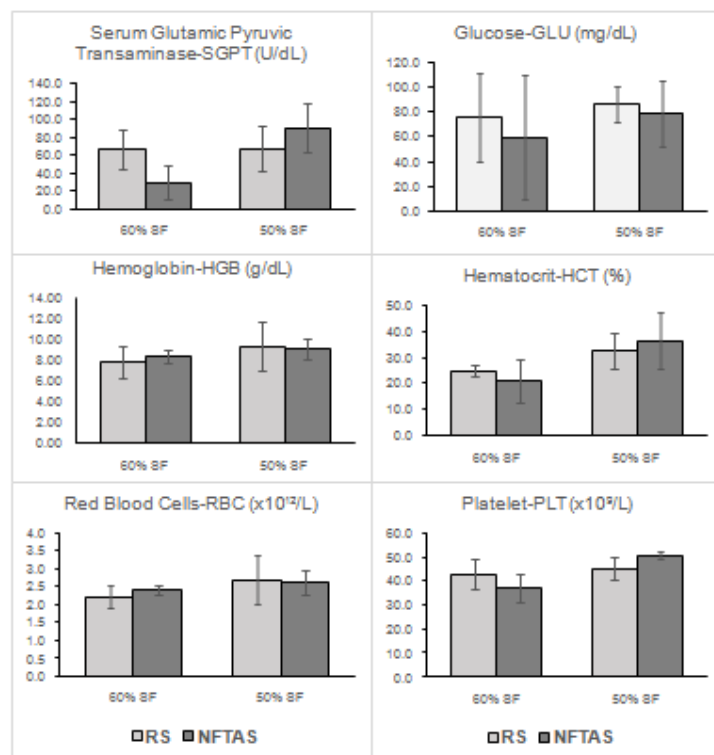 Serum Glutamic Pyruvic
Transaminase-SGPT (U/dL)
140.0
120.0
100.0
80.0
60.0
40.0
20.0
0.0
60% SF
50% SF
Glucose-GLU (mg/dL)
120.0
100.0
80.0
60.0
40.0
20.0
0.0
60% SF
50% SF
Hemoglobin-HGB (g/dL)
14.00
12.00
10.00
8.00
6.00
4.00
2.00
0.00
60% SF
50% SF
Hematocrit-HCT (%)
50.0
40.0
30.0
20.0
10.0
0.0
60% SF
50% SF
Red Blood Cells-RBC (x10¹²/L)
4.0
3.5
3.0
2.5
2.0
1.5
1.0
0.5
0.0
60% SF
50% SF
RS
NFTAS
Platelet-PLT (x10⁹/L)
60.0
50.0
40.0
30.0
20.0
10.0
0.0
60% SF
50% SF
RS
NFTAS